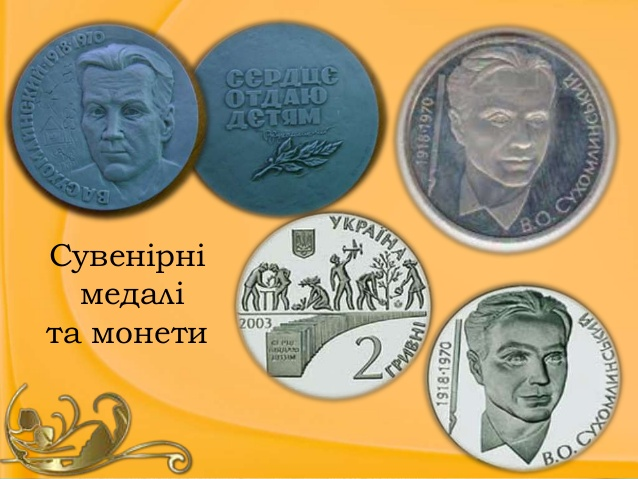 В.А. СУХОМЛИНСКИЙ 1918-1970
СЕРДЦЕ
ОТДАЮ
ДЕТЯМ
1918-1970
В.О. СУХОМЛИНСЬКИЙ
Сувенірні
медалі
та монети
УКРАЇНА
2003
2
ГРИВНІ
1918-1970
В.О. СУХОМЛИНСЬКИЙ